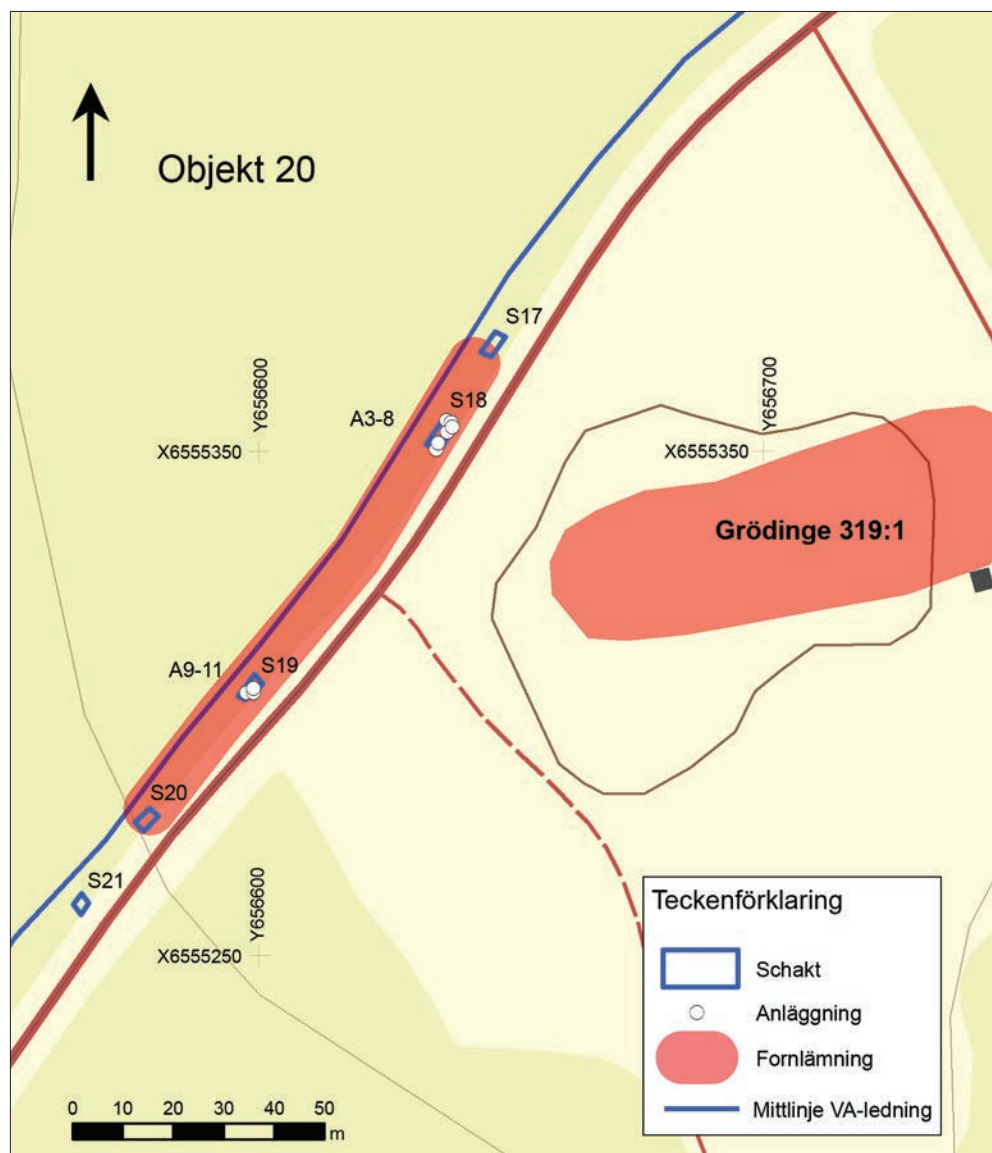 Objekt 20
S17
A3-8
S18
Y656600
X6555350
Y656700
X6555350
Grödinge 319:1
A9-11
S19
S20
S21
Y656600
X6555250
Teckenförklaring
Schakt
Anläggning
Fornlämning
Mittlinje VA-ledning
0 10 20 30 40 50
m